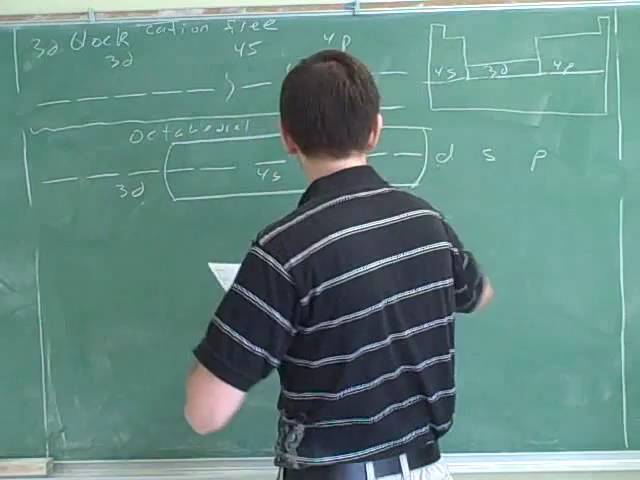 3d block cation free
3d 4s 4p
4s 3d 4p
octahedral
d s p
3d 4s